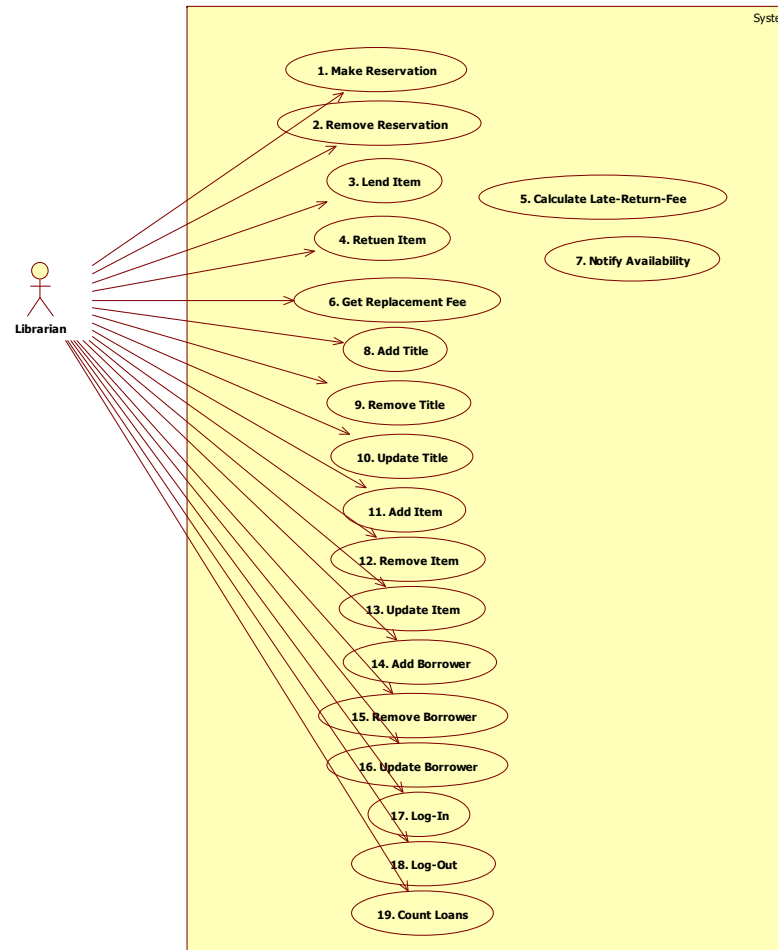 Syste
1. Make Reservation
2. Remove Reservation
3. Lend Item
5. Calculate Late-Return-Fee
4. Retuen Item
7. Notify Availability
6. Get Replacement Fee
Librarian
8. Add Title
9. Remove Title
10. Update Title
11. Add Item
12. Remove Item
13. Update Item
14. Add Borrower
15. Remove Borrower
16. Update Borrower
17. Log-In
18. Log-Out
19. Count Loans